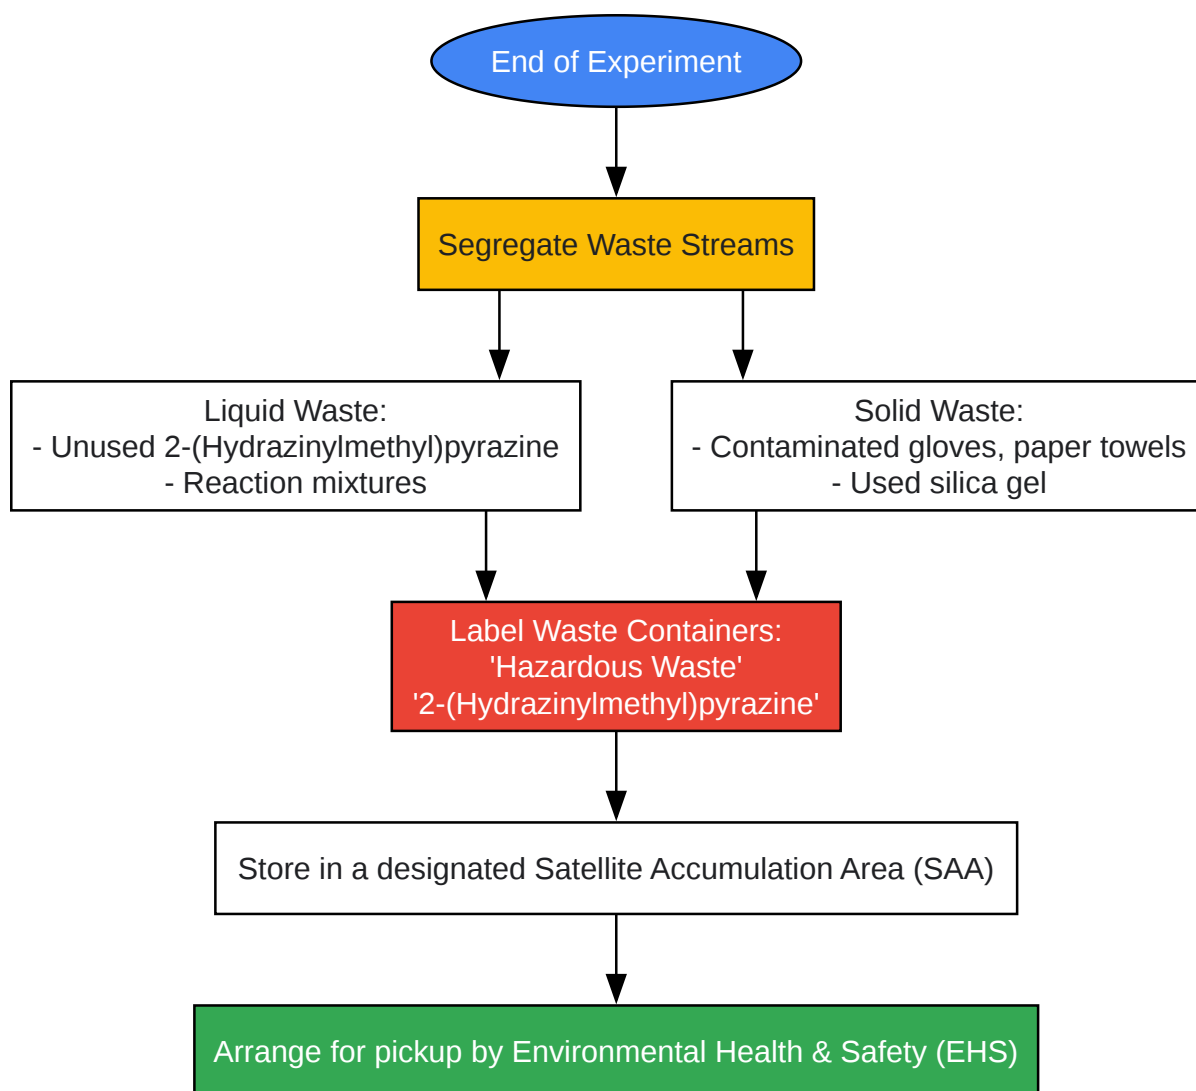 End of Experiment
Segregate Waste Streams
Liquid Waste:
- Unused 2-(Hydrazinylmethyl)pyrazine
- Reaction mixtures
Solid Waste:
- Contaminated gloves, paper towels
- Used silica gel
Label Waste Containers:
'Hazardous Waste'
'2-(Hydrazinylmethyl)pyrazine'
Store in a designated Satellite Accumulation Area (SAA)
Arrange for pickup by Environmental Health & Safety (EHS)